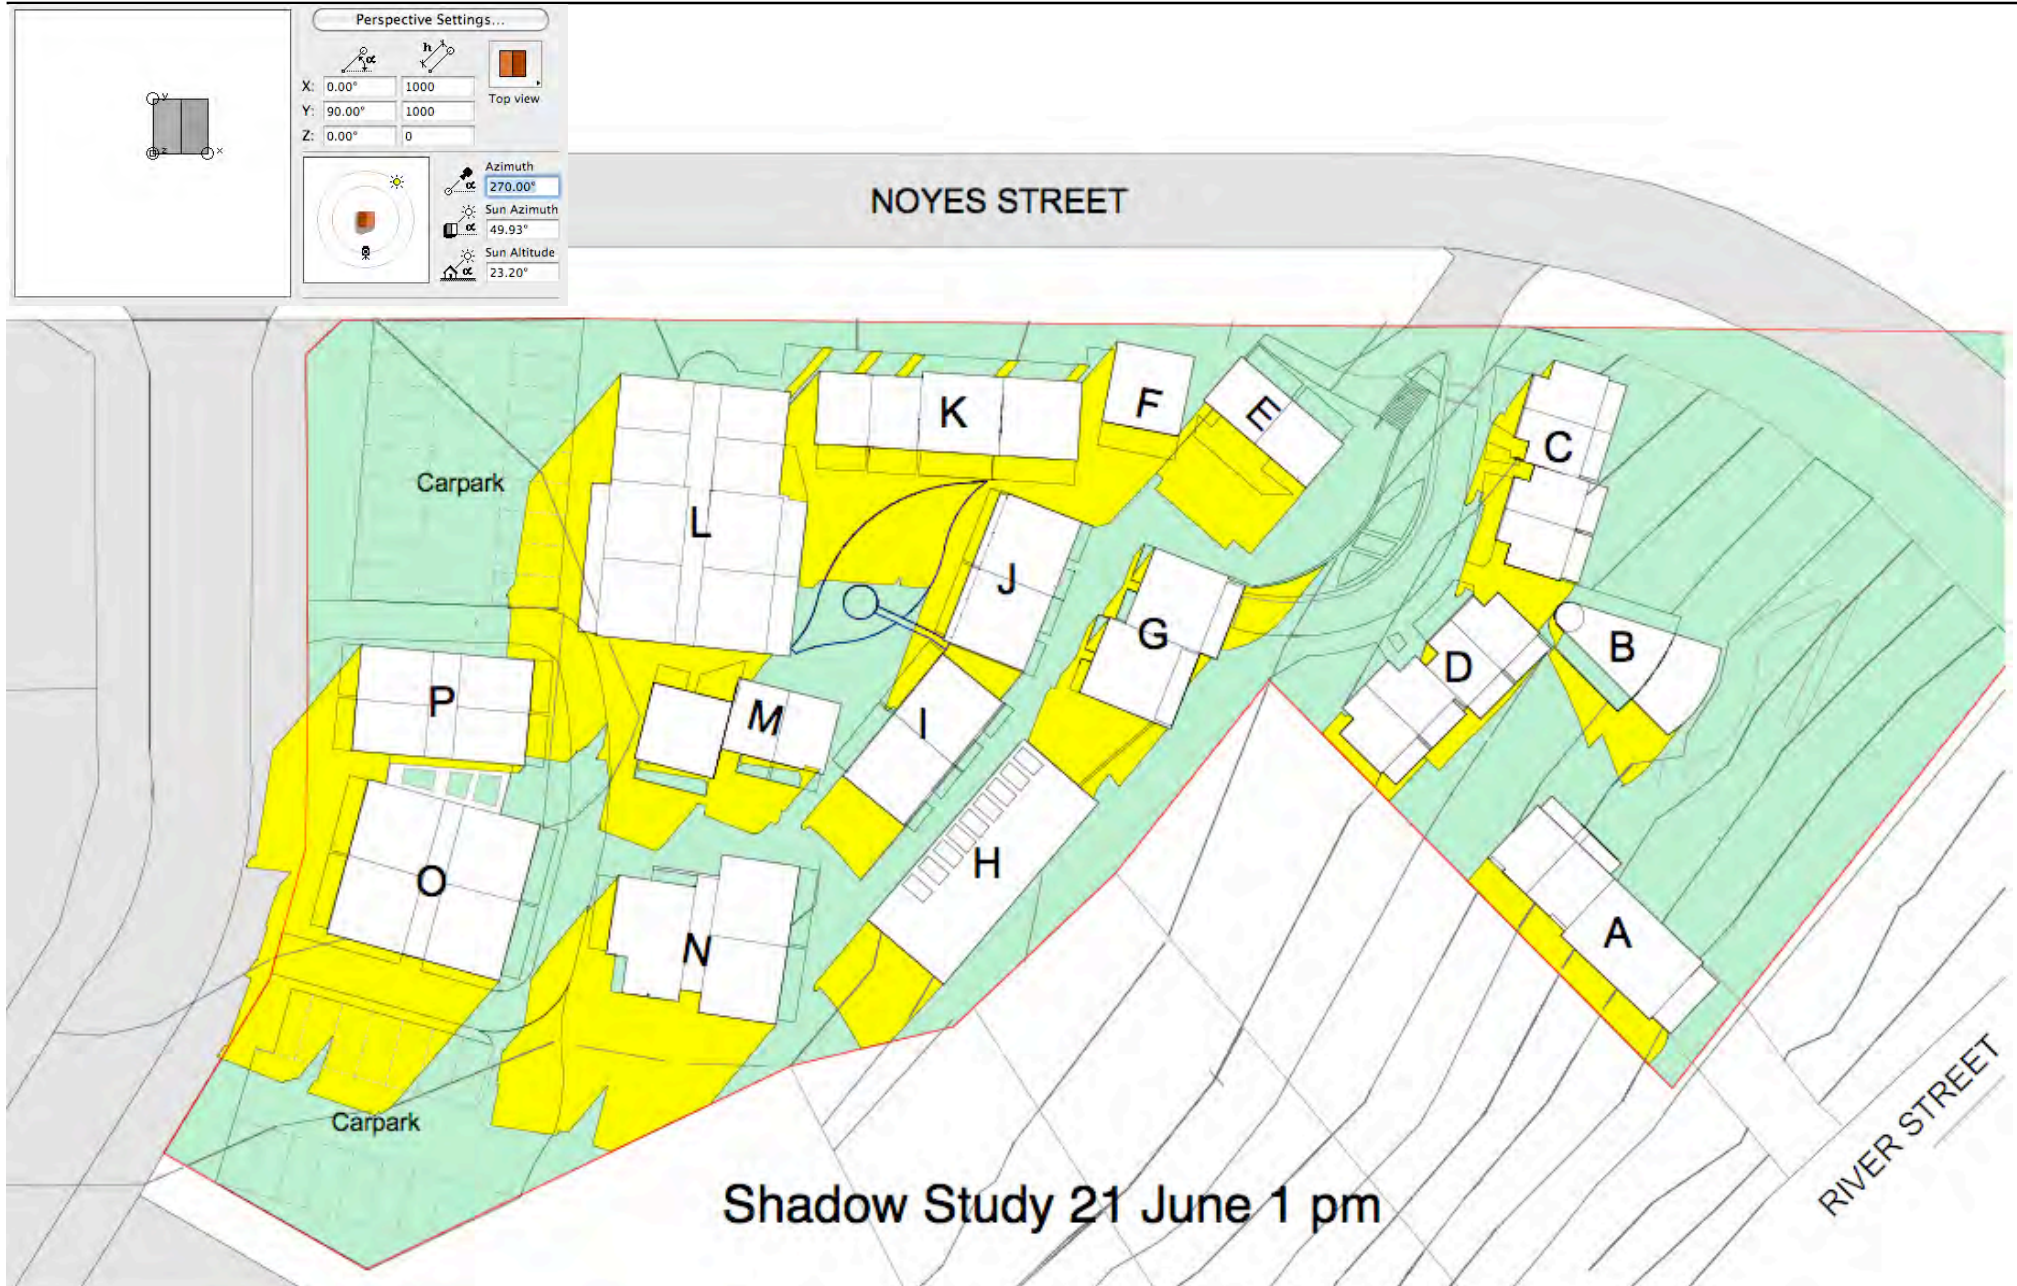 Perspective Settings...
α h
X: 0.00° 1000
Y: 90.00° 1000
Z: 0.00° 0
Top view
y
z x
Azimuth
α 270.00°
Sun Azimuth
α 49.93°
Sun Altitude
α 23.20°
NOYES STREET
K F E
C
Carpark
L
J
G B
P M I D
O H
N A
Carpark
Shadow Study 21 June 1 pm
RIVER STREET